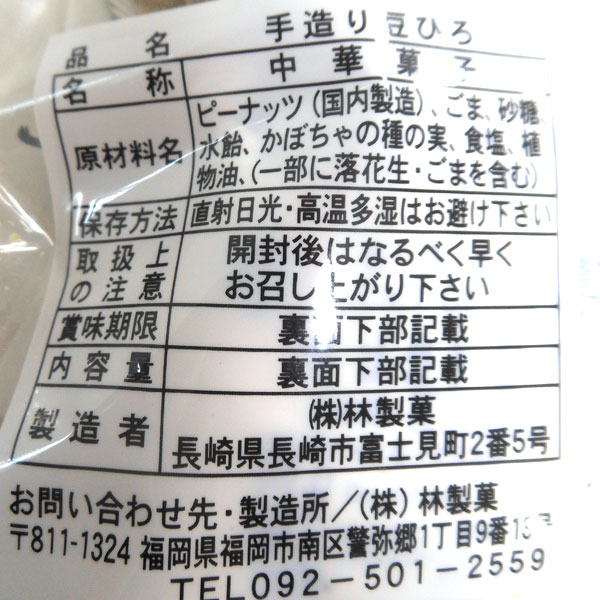 品名 手造り豆ひろ
名称 中華菓子
原材料名 ピーナッツ(国内製造)、ごま、砂糖、
水飴、かぼちゃの種の実、食塩、植
物油、(一部に落花生・ごまを含む)
保存方法 直射日光・高温多湿はお避け下さい
取扱上の注意 開封後はなるべく早く
お召し上がり下さい
賞味期限 裏面下部記載
内容量 裏面下部記載
製造者 ㈱林製菓
長崎県長崎市富士見町2番5号
お問い合わせ先・製造所/(株)林製菓
〒811-1324 福岡県福岡市南区警弥郷1丁目9番
TEL092-501-2559